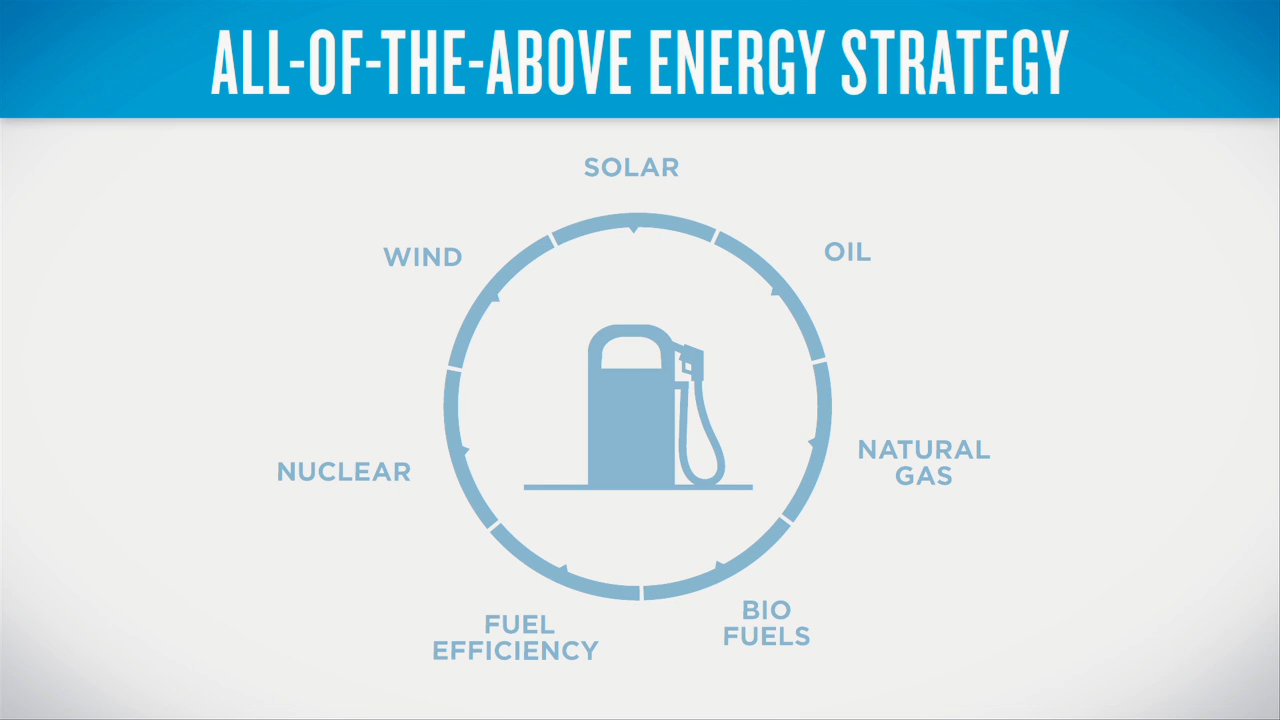 ALL-OF-THE-ABOVE ENERGY STRATEGY
SOLAR
WIND
OIL
NUCLEAR
NATURAL
GAS
FUEL
EFFICIENCY
BIO
FUELS